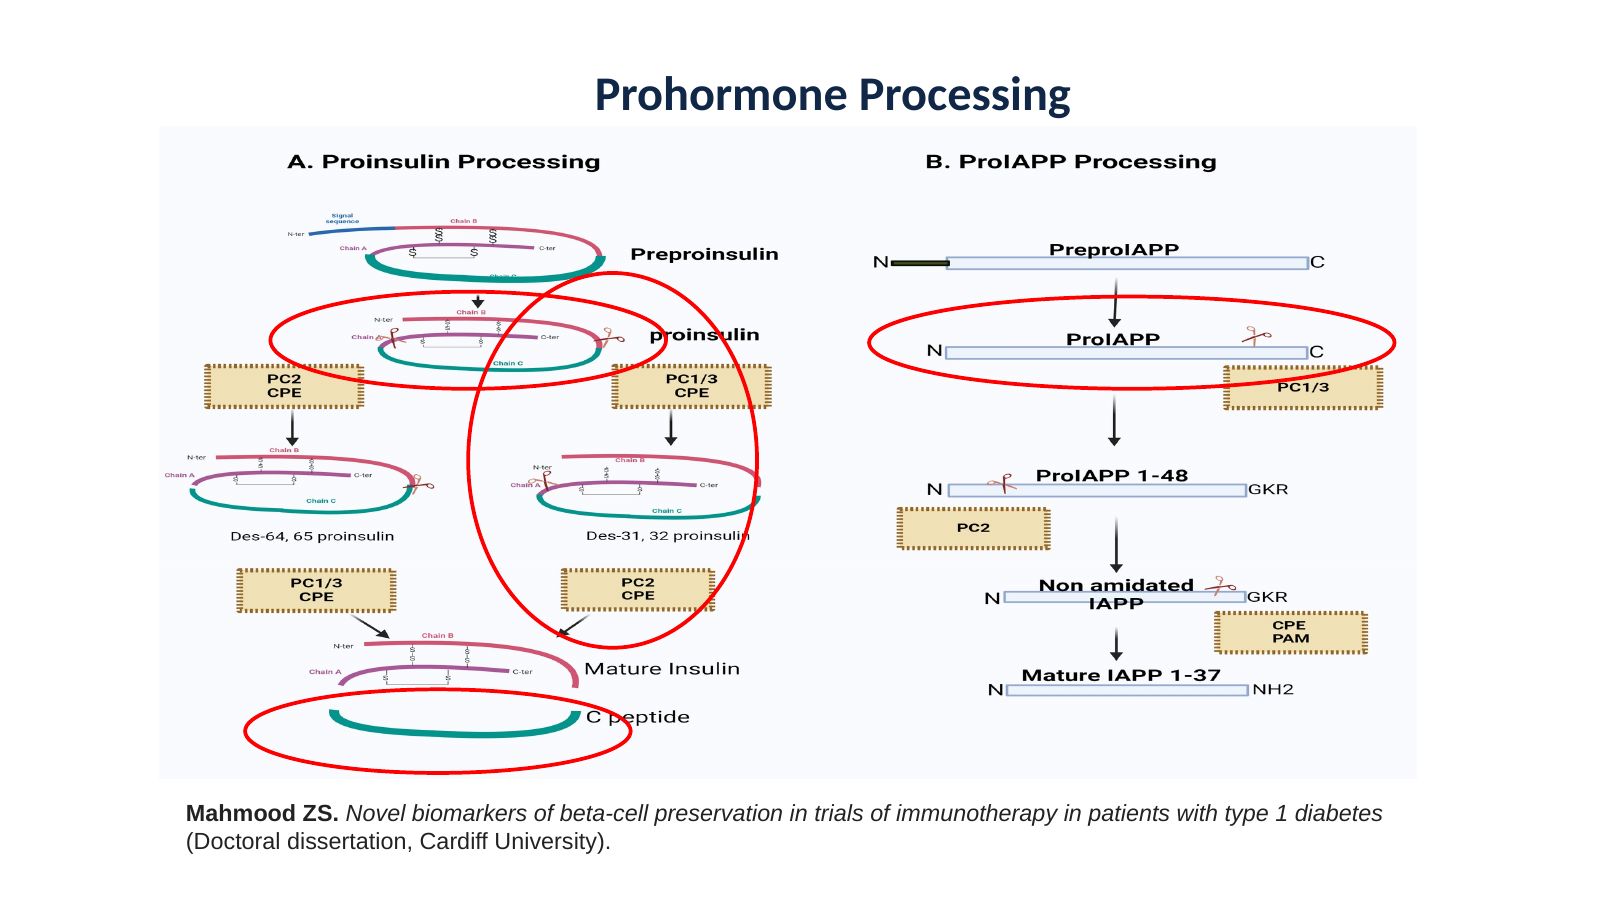 Prohormone Processing
A. Proinsulin Processing
Signal
sequence
Chain B
N-ter
Chain A
S
S
S
S
S
S
C-ter
Chain C
Preproinsulin
Chain B
N-ter
Chain A
S
S
C-ter
Chain C
proinsulin
PC2
CPE
PC1/3
CPE
Chain B
N-ter
Chain A
S
S
C-ter
Chain C
Des-64, 65 proinsulin
Chain B
N-ter
Chain A
S
S
C-ter
Chain C
Des-31, 32 proinsulin
PC1/3
CPE
PC2
CPE
Chain B
N-ter
Chain A
S
S
S
S
S
S
C-ter
Mature Insulin
C peptide
B. ProIAPP Processing
PreproIAPP
N
C
ProIAPP
N
C
PC1/3
ProIAPP 1-48
N
GKR
PC2
Non amidated
IAPP
N
GKR
CPE
PAM
Mature IAPP 1-37
N
NH2
Mahmood ZS. Novel biomarkers of beta-cell preservation in trials of immunotherapy in patients with type 1 diabetes
(Doctoral dissertation, Cardiff University).